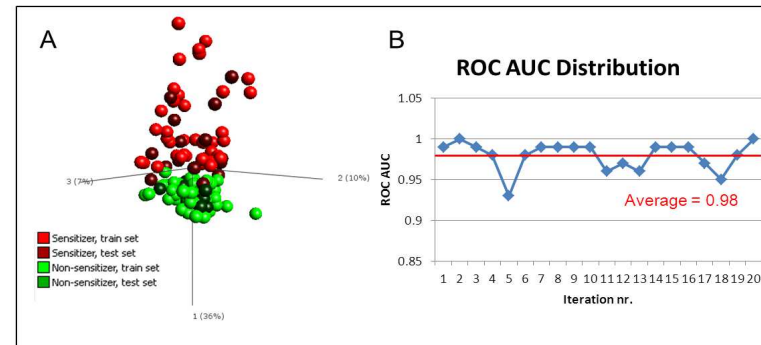 A
3 (7%)
2 (10%)
1 (36%)
Sensitizer, train set
Sensitizer, test set
Non-sensitizer, train set
Non-sensitizer, test set
B
ROC AUC Distribution
ROC AUC
1.05
1
0.95
0.9
0.85
Average = 0.98
1 2 3 4 5 6 7 8 9 10 11 12 13 14 15 16 17 18 19 20
Iteration nr.